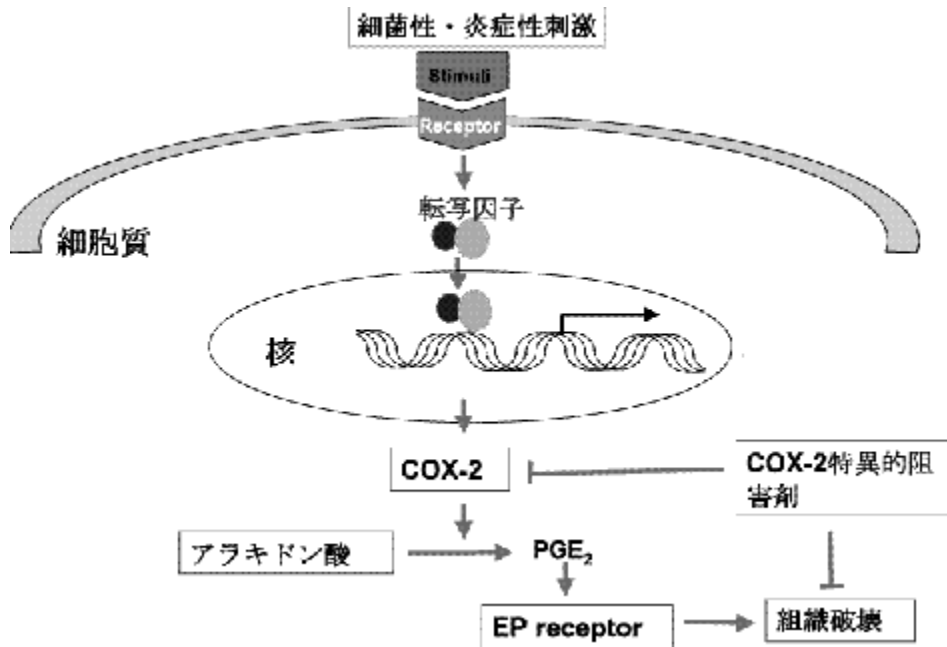 細菌性・炎症性刺激
Stimuli
Receptor
転写因子
細胞質
核
COX-2
COX-2特異的阻
害剤
アラキドン酸
PGE2
EP receptor
組織破壊